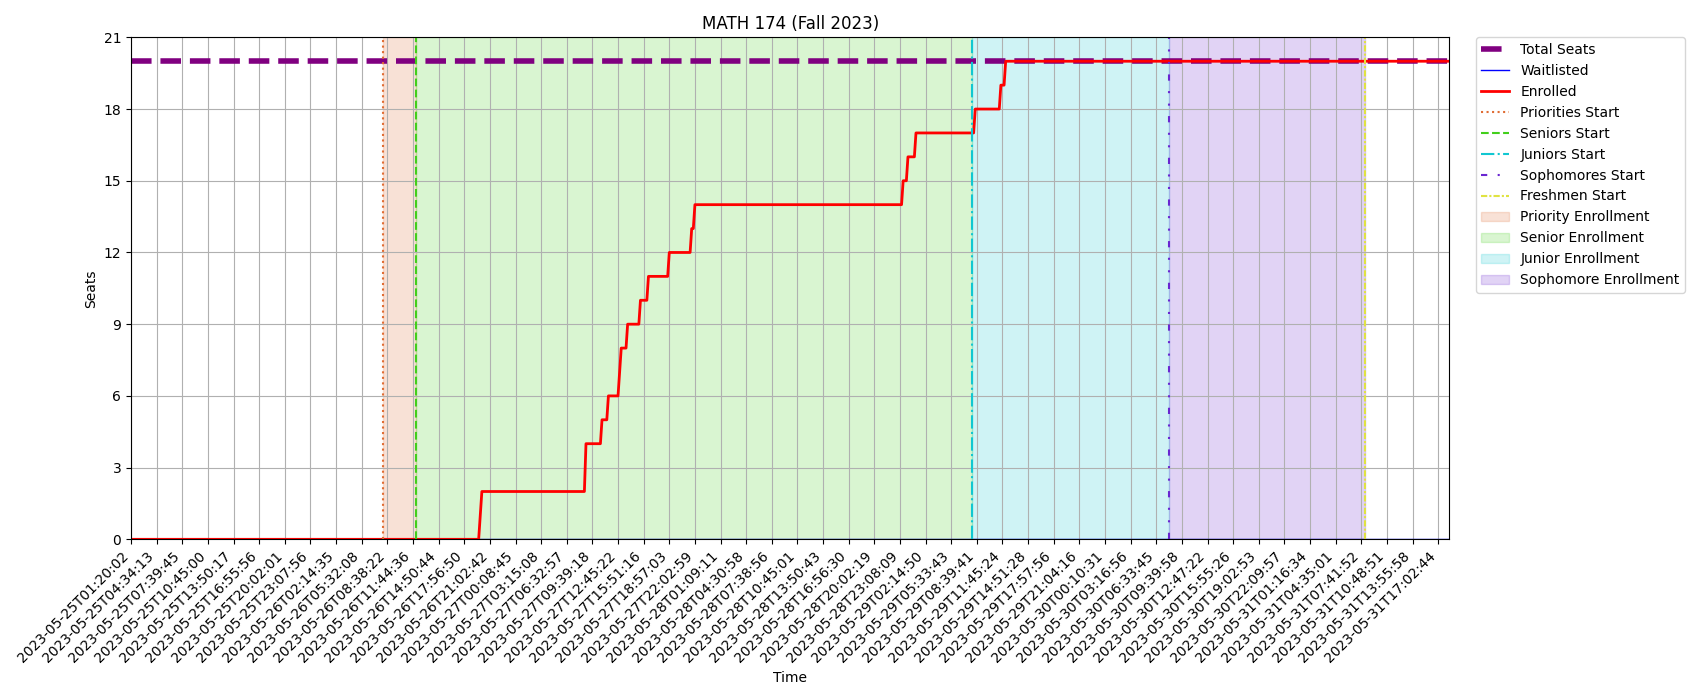 MATH 174 (Fall 2023)
21
18
15
12
9
6
3
0
Seats
2023-05-25T01:20:02
2023-05-25T04:34:13
2023-05-25T07:39:45
2023-05-25T10:45:00
2023-05-25T13:50:17
2023-05-25T16:55:56
2023-05-25T20:02:01
2023-05-25T23:07:56
2023-05-26T02:14:35
2023-05-26T05:32:08
2023-05-26T08:38:22
2023-05-26T11:44:36
2023-05-26T14:50:44
2023-05-26T17:56:50
2023-05-26T21:02:42
2023-05-27T00:08:45
2023-05-27T03:15:08
2023-05-27T06:32:57
2023-05-27T09:39:18
2023-05-27T12:45:22
2023-05-27T15:51:16
2023-05-27T18:57:03
2023-05-27T22:02:59
2023-05-28T01:09:11
2023-05-28T04:30:58
2023-05-28T07:38:56
2023-05-28T10:45:01
2023-05-28T13:50:43
2023-05-28T16:56:30
2023-05-28T20:02:19
2023-05-28T23:08:09
2023-05-29T02:14:50
2023-05-29T05:33:43
2023-05-29T08:39:41
2023-05-29T11:45:24
2023-05-29T14:51:28
2023-05-29T17:57:56
2023-05-29T21:04:16
2023-05-30T00:10:31
2023-05-30T03:16:56
2023-05-30T06:33:45
2023-05-30T09:39:58
2023-05-30T12:47:22
2023-05-30T15:55:26
2023-05-30T19:02:53
2023-05-30T22:09:57
2023-05-31T01:16:34
2023-05-31T04:35:01
2023-05-31T07:41:52
2023-05-31T10:48:51
2023-05-31T13:55:58
2023-05-31T17:02:44
Time
Total Seats
Waitlisted
Enrolled
Priorities Start
Seniors Start
Juniors Start
Sophomores Start
Freshmen Start
Priority Enrollment
Senior Enrollment
Junior Enrollment
Sophomore Enrollment